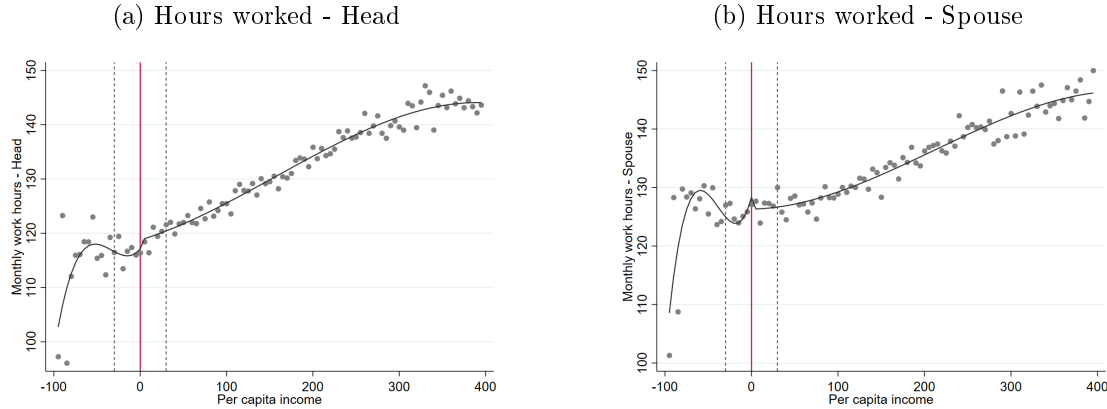 (a) Hours worked - Head
Monthly work hours - Head
150
140
130
120
110
100
-100 0 100 200 300 400
Per capita income
(b) Hours worked - Spouse
Monthly work hours - Spouse
150
140
130
120
110
100
-100 0 100 200 300 400
Per capita income